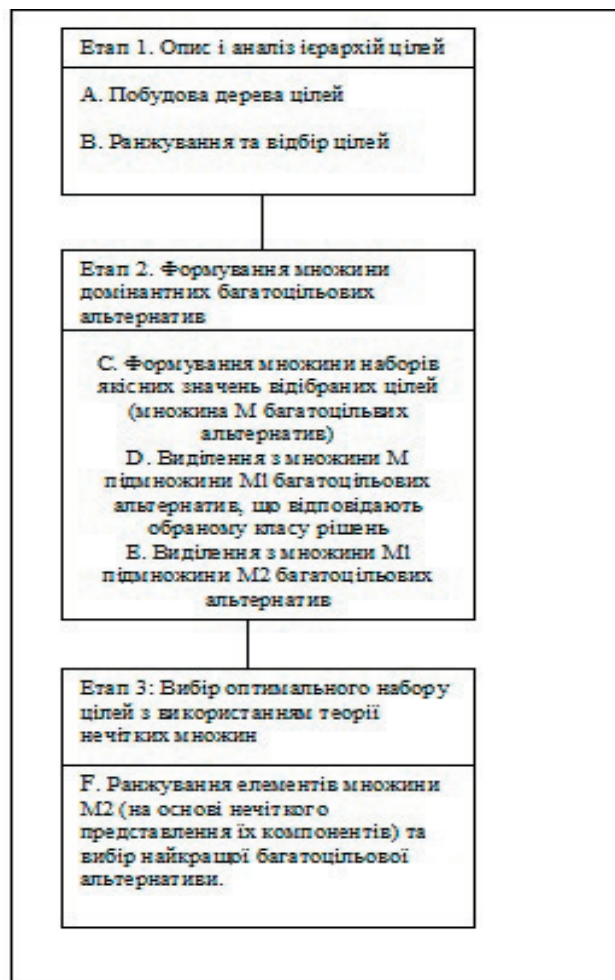 Етап 1. Опис і аналіз ієрархій цілей
А. Побудова дерева цілей
В. Ранжування та відбір цілей
Етап 2. Формування множини
домінантних багатоцільових
альтернатив
С. Формування множини наборів
якісних значень відібраних цілей
(множина М багатоцільвих
альтернатив)
D. Виділення з множини М
підмножини М1 багатоцільових
альтернатив, що відповідають
обраному класу рішень
Е. Виділення з множини М1
підмножини М2 багатоцільових
альтернатив
Етап 3: Вибір оптимального набору
цілей з використанням теорії
нечітких множин
F. Ранжування елементів множини
М2 (на основі нечіткого
представлення їх компонентів) та
вибір найкращої багатоцільової
альтернативи.